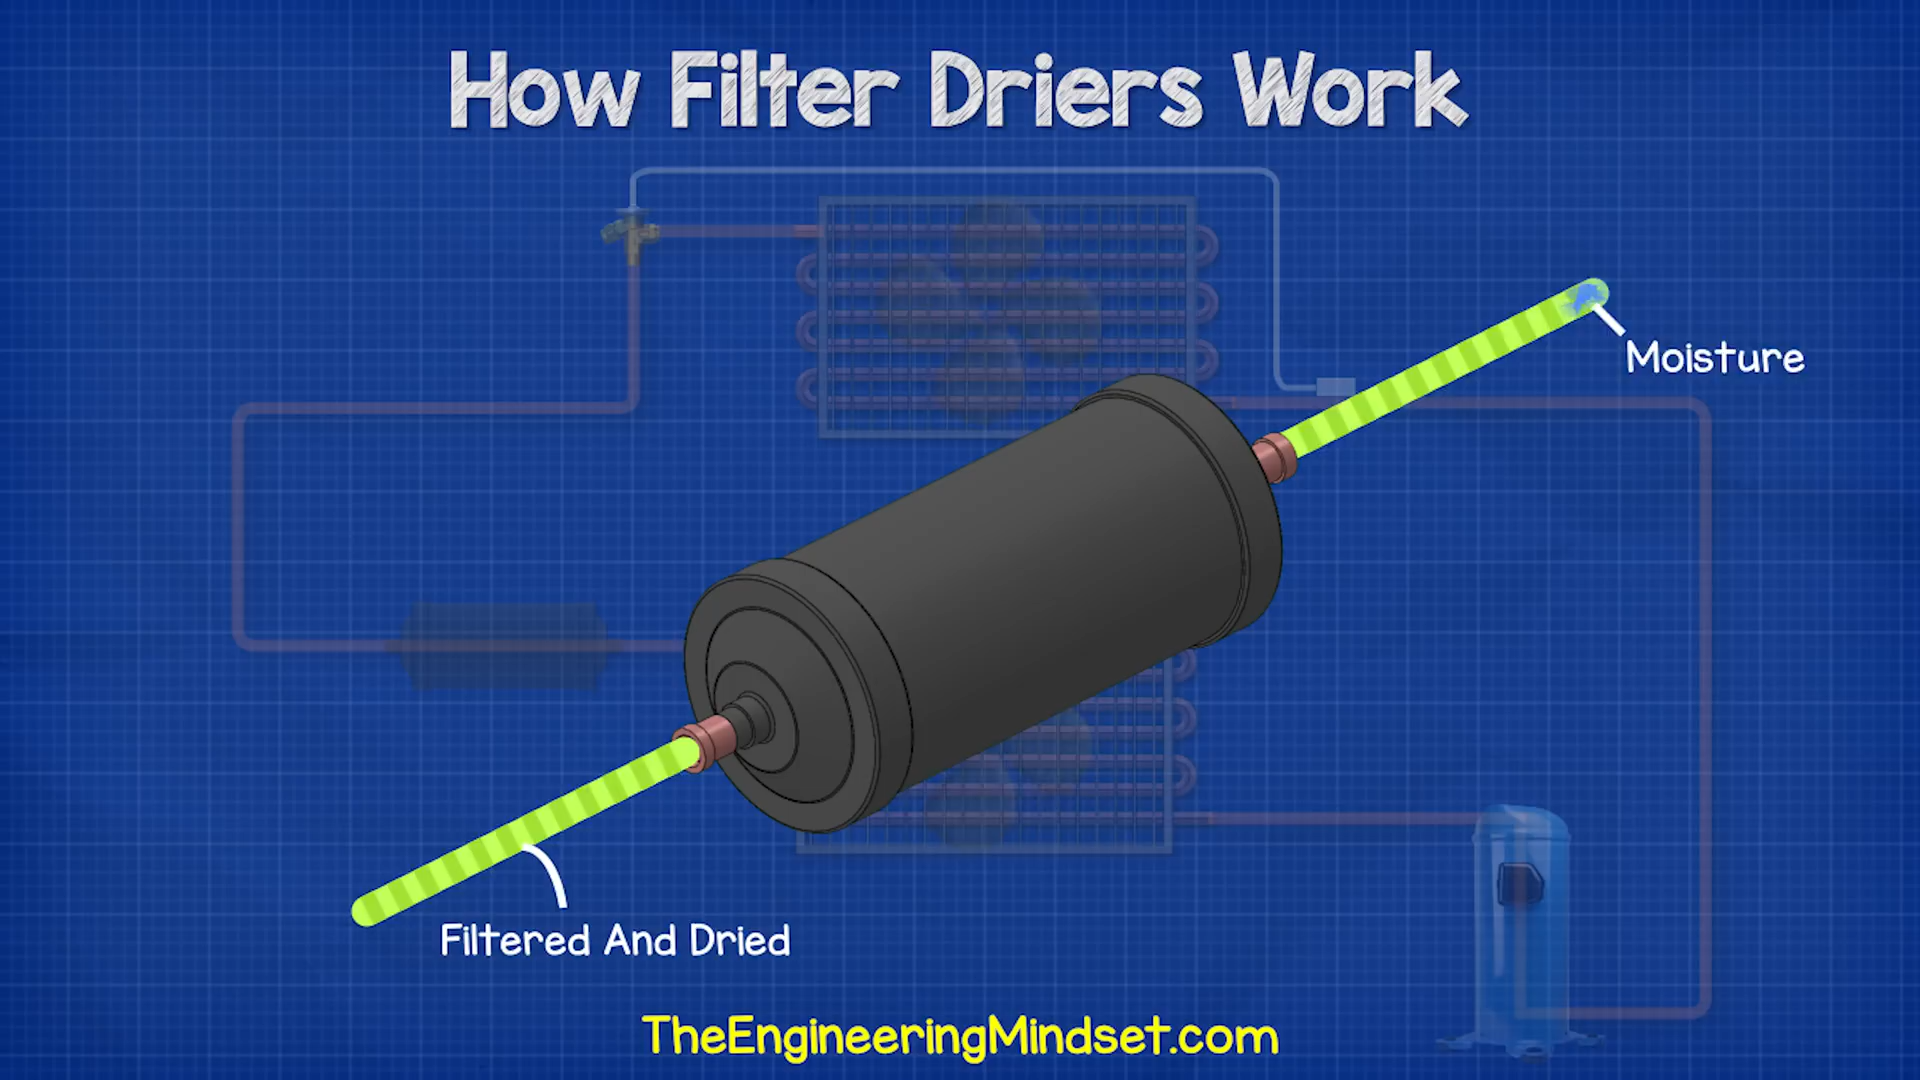 How Filter Driers Work
Moisture
Filtered And Dried
TheEngineeringMindset.com